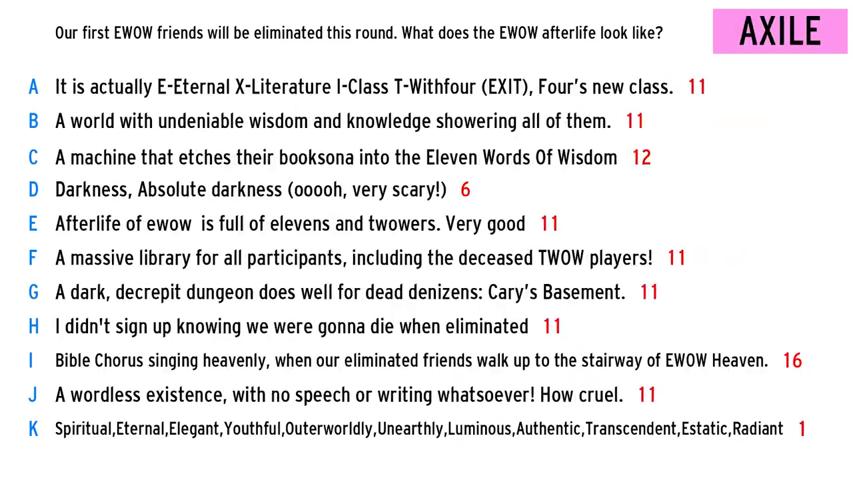 Our first EWOW friends will be eliminated this round. What does the EWOW afterlife look like?
AXILE
A It is actually E-Eternal X-Literature I-Class T-Withfour (EXIT), Four's new class. 11
B A world with undeniable wisdom and knowledge showering all of them. 11
C A machine that etches their booksona into the Eleven Words Of Wisdom 12
D Darkness, Absolute darkness (ooooh, very scary!) 6
E Afterlife of ewow is full of elevens and twowers. Very good 11
F A massive library for all participants, including the deceased TWOW players! 11
G A dark, decrepit dungeon does well for dead denizens: Cary's Basement. 11
H I didn't sign up knowing we were gonna die when eliminated 11
I Bible Chorus singing heavenly, when our eliminated friends walk up to the stairway of EWOW Heaven. 16
J A wordless existence, with no speech or writing whatsoever! How cruel. 11
K Spiritual,Eternal,Elegant,Youthful,Outerworldly,Unearthly,Luminous,Authentic,Transcendent,Estatic,Radiant 1